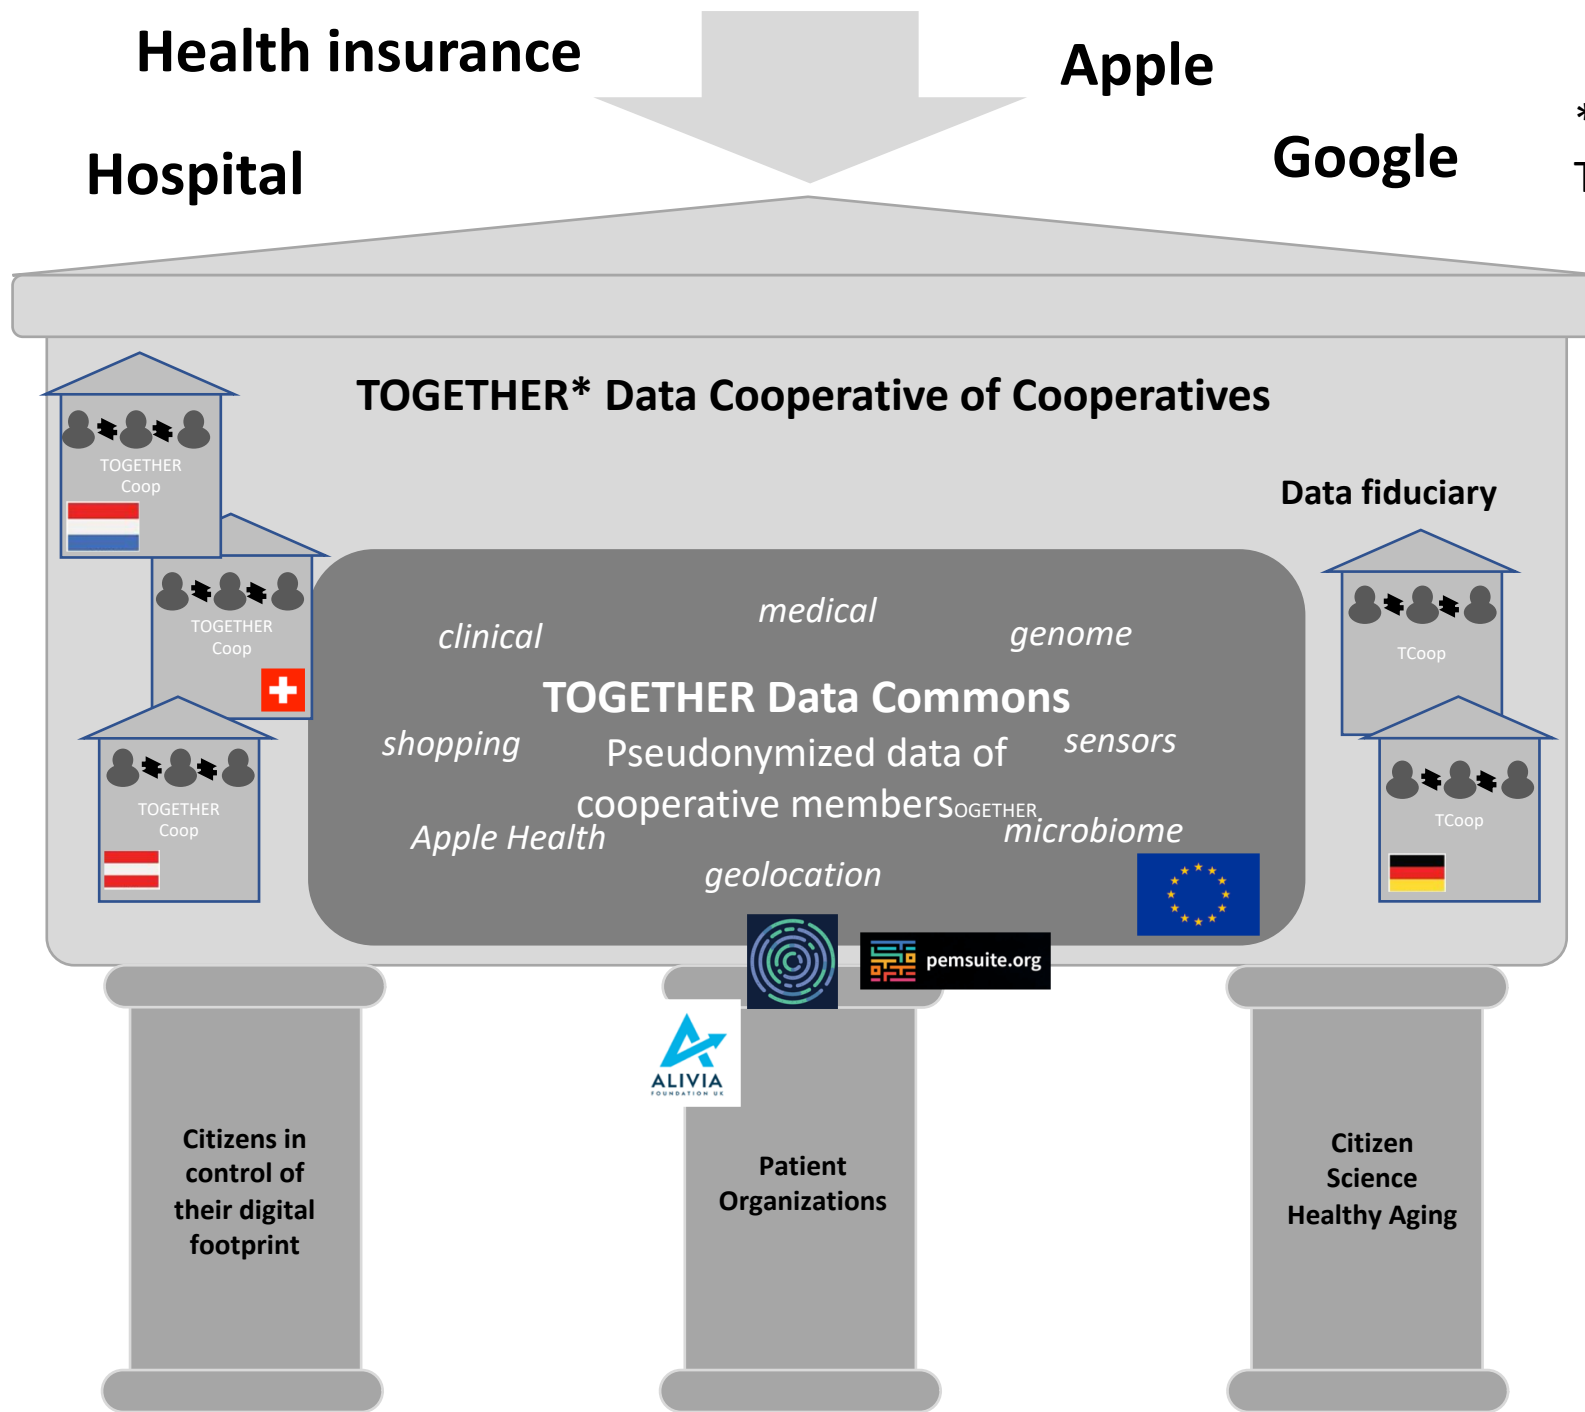 Health insurance
Apple
Hospital
Google
*
T
TOGETHER* Data Cooperative of Cooperatives
TOGETHER
Coop
Data fiduciary
TOGETHER
Coop
TOGETHER
Coop
TCoop
TCoop
clinical
medical
genome
TOGETHER Data Commons
shopping
Pseudonymized data of
sensors
cooperative members
OGETHER
Apple Health
microbiome
geolocation
pemsuite.org
ALIVIA
FOUNDATION UK
Citizens in
control of
their digital
footprint
Patient
Organizations
Citizen
Science
Healthy Aging